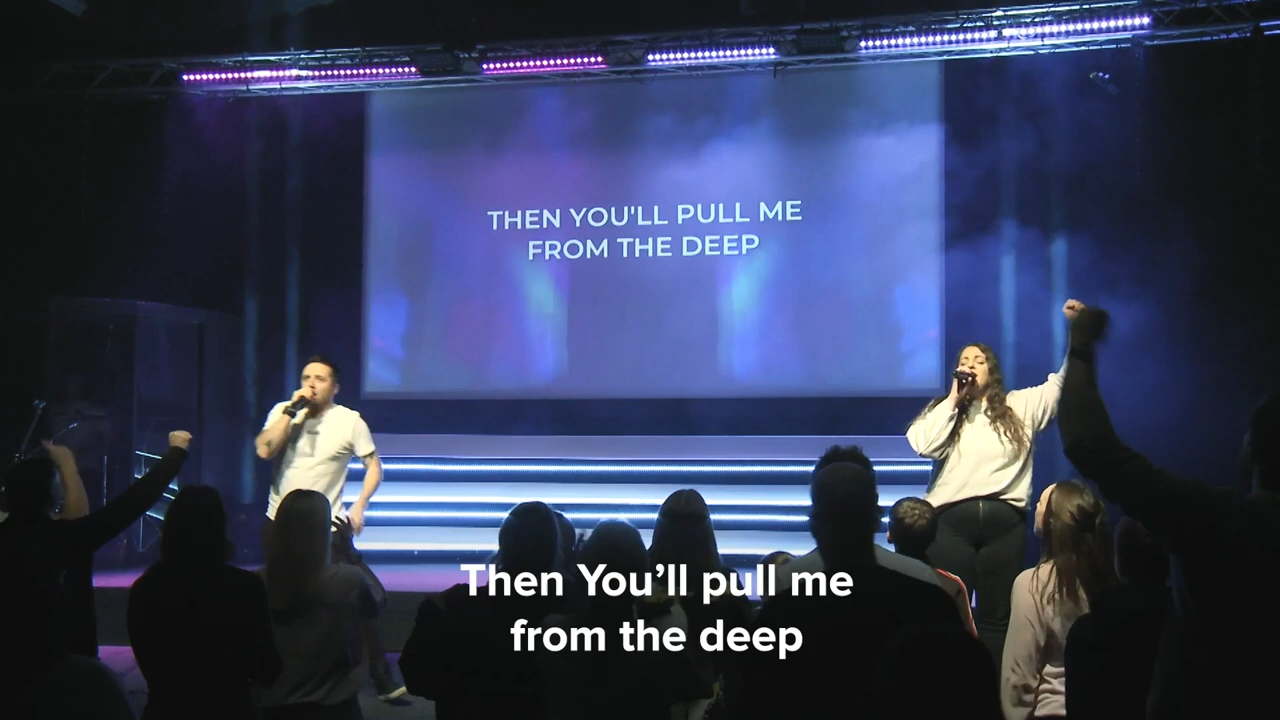 THEN YOU'LL PULL ME
FROM THE DEEP
Then You’ll pull me
from the deep